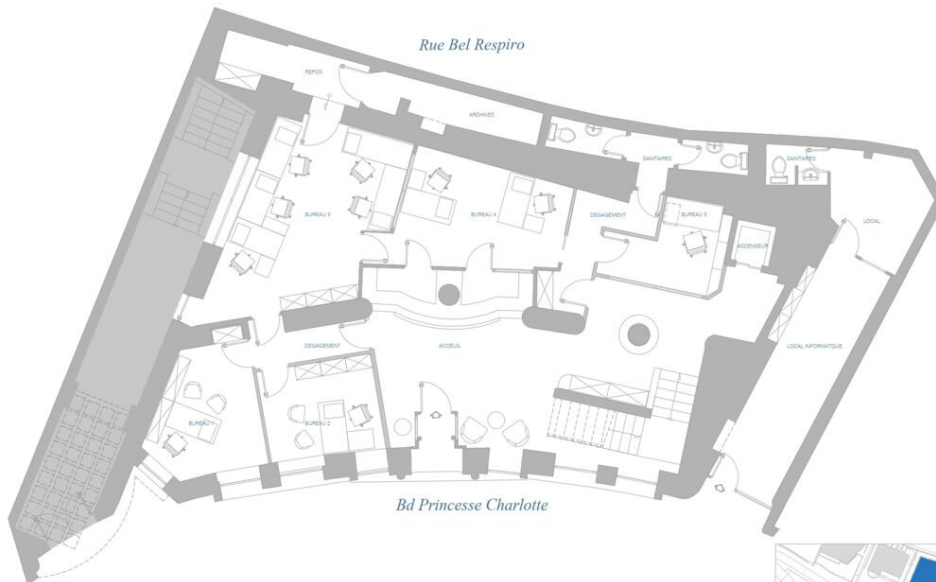 Rue Bel Respiro
REPOS
ARCHIVES
SANITAIRES
SANITAIRES
BUREAU 3
BUREAU 4
DEGAGEMENT
BUREAU 5
LOCAL
ASCENSEUR
DEGAGEMENT
ACCEUIL
LOCAL INFORMATIQUE
BUREAU 1
BUREAU 2
Bd Princesse Charlotte